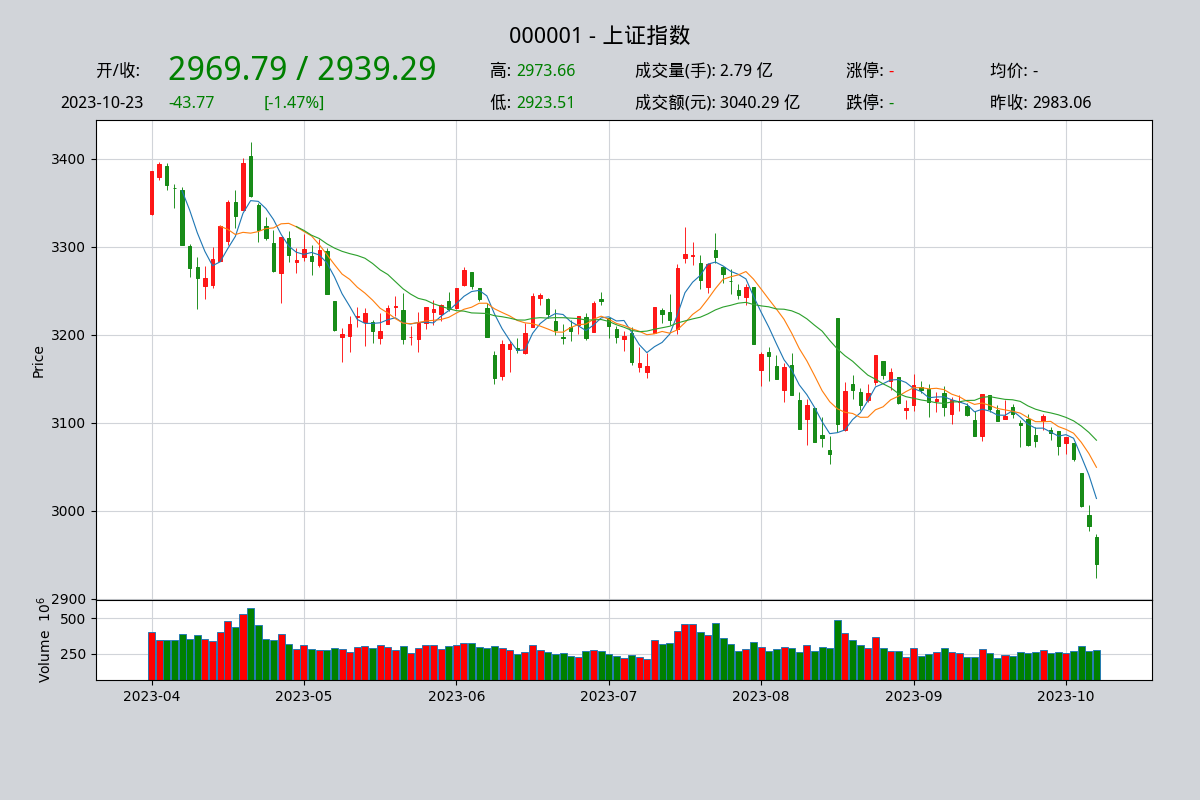 000001 - 上证指数
开/收: 2969.79 / 2939.29 高: 2973.66 成交量(手): 2.79 亿 涨停: - 均价: -
2023-10-23 -43.77 [-1.47%] 低: 2923.51 成交额(元): 3040.29 亿 跌停: - 昨收: 2983.06
3400
3300
3200
3100
3000
2900
Price
500
250
Volume 10^6
2023-04 2023-05 2023-06 2023-07 2023-08 2023-09 2023-10